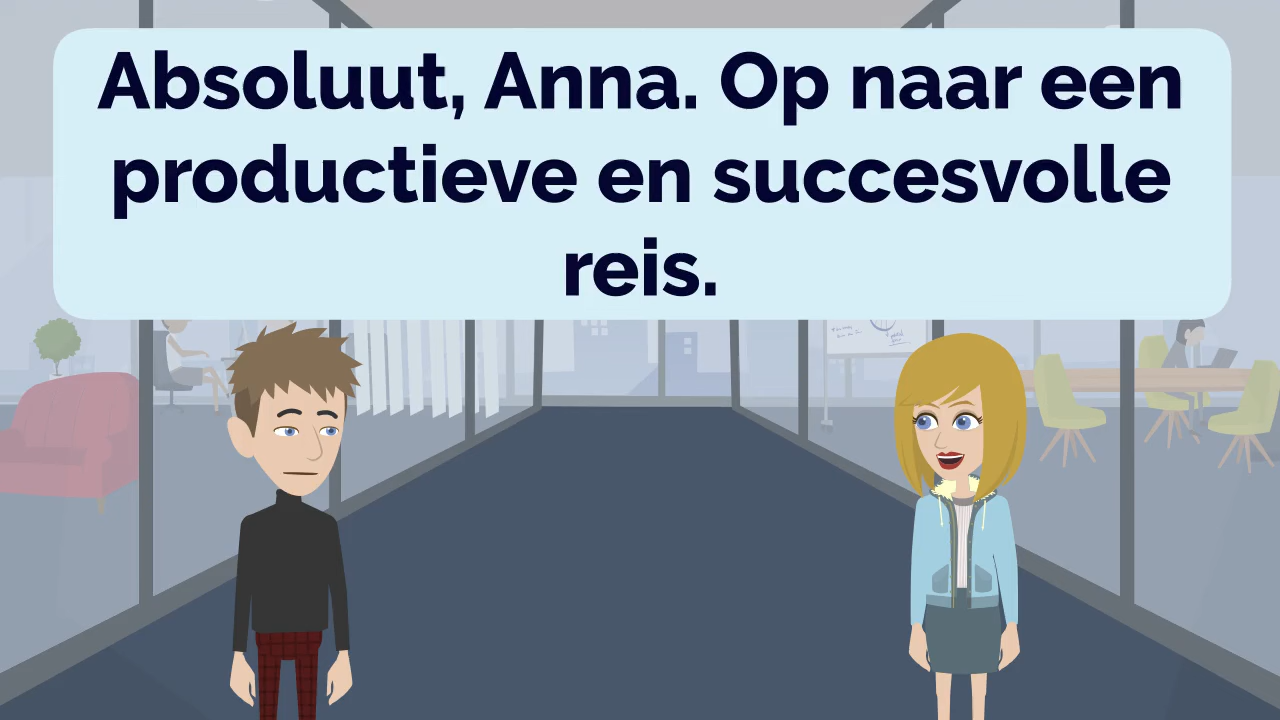 Absoluut, Anna. Op naar een
productieve en succesvolle
reis.